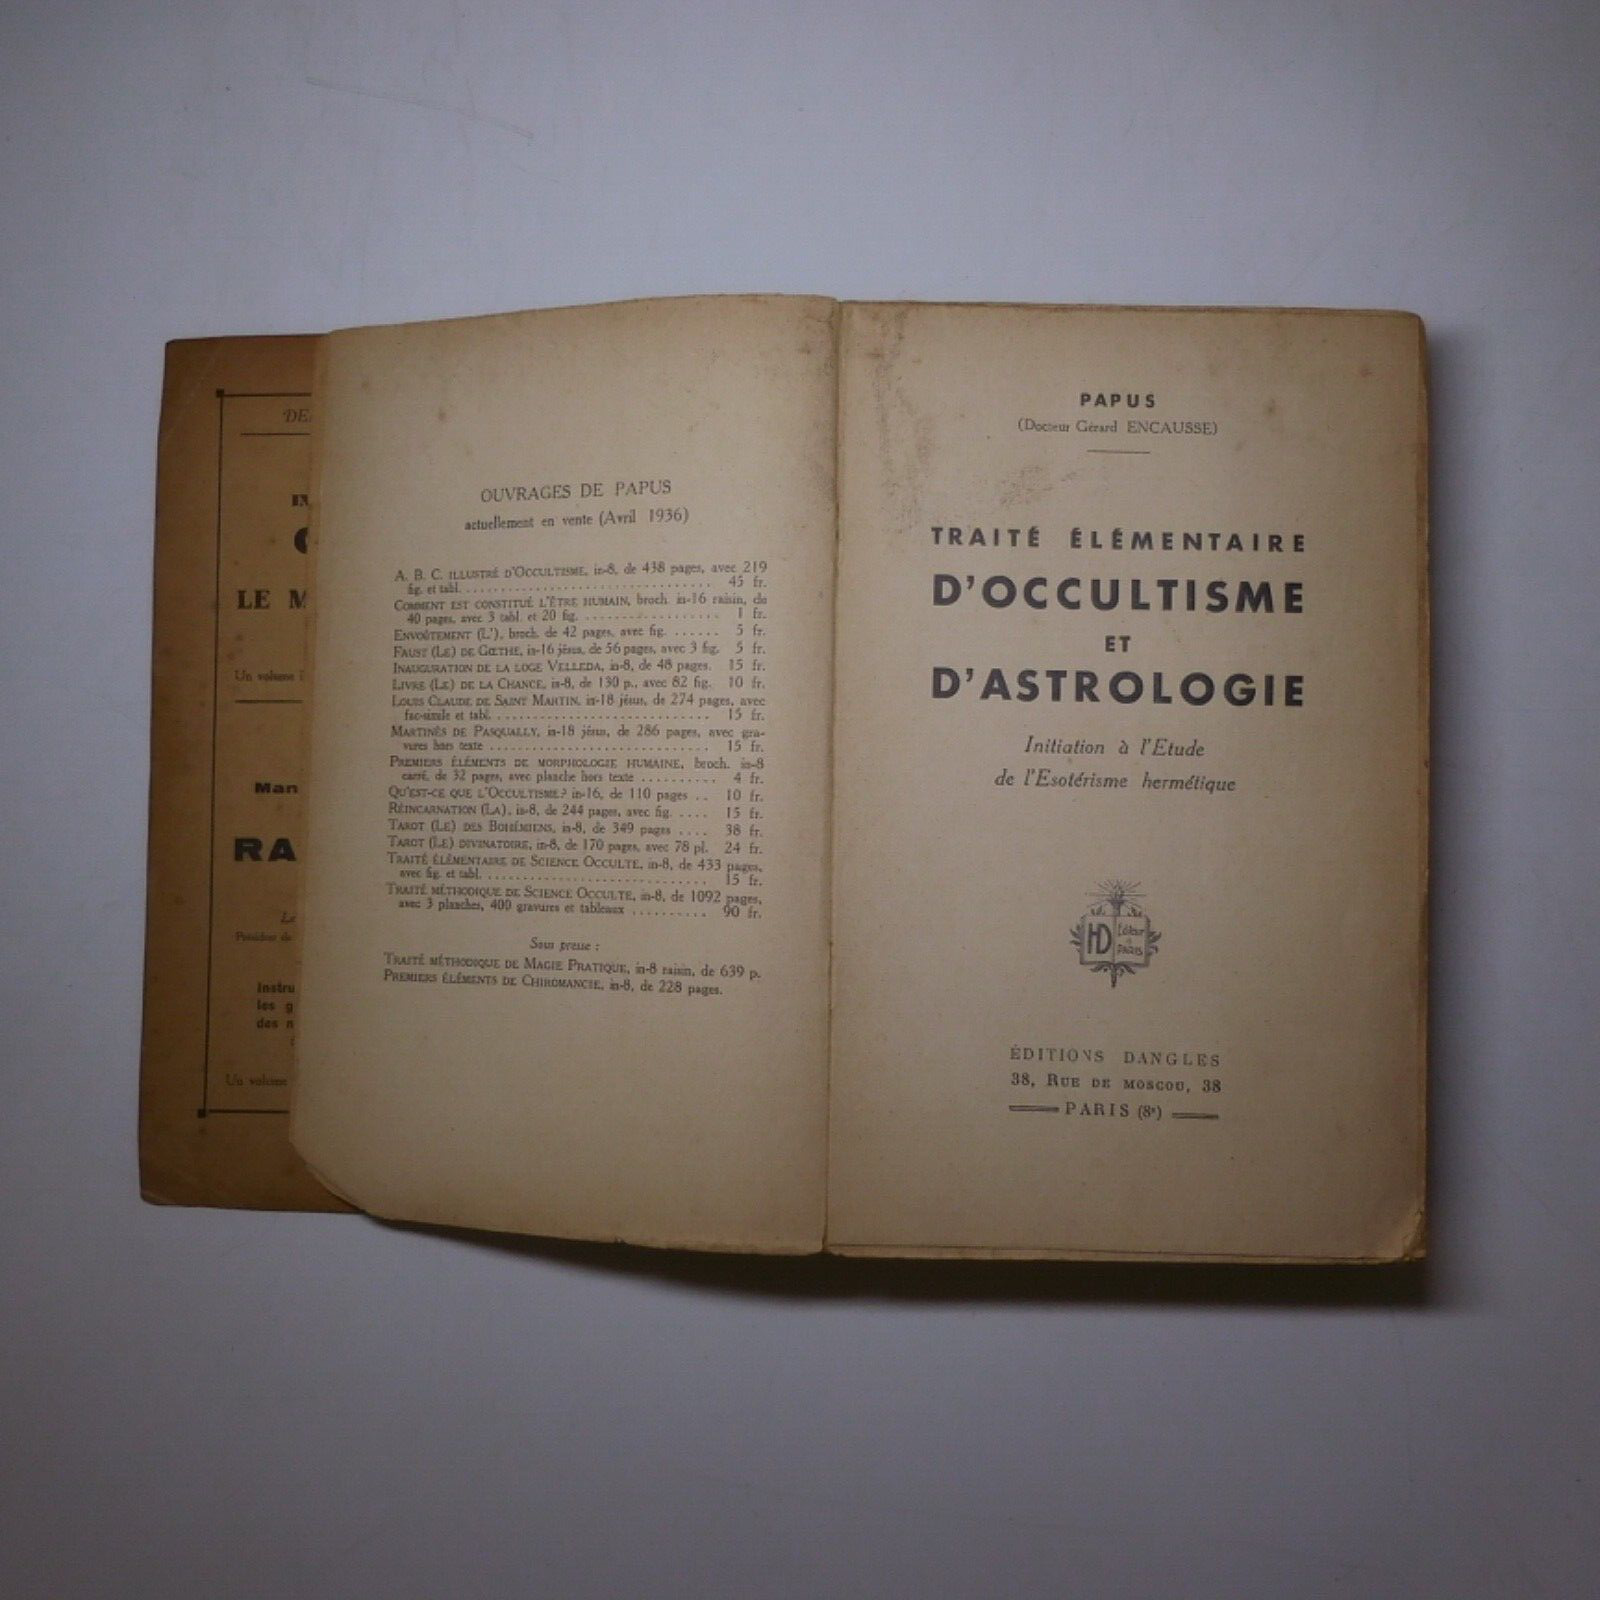 DE
IN
LE M
Un volume
Man
RA
Le
Président de
Instru
les g
des m
Un volume
OUVRAGES DE PAPUS
actuellement en vente (Avril 1936)
A. B. C. ILLUSTRÉ D'OCCULTISME, in-8, de 438 pages, avec 219
fig. et tabl. .............................. 45 fr.
COMMENT EST CONSTITUÉ L'ÊTRE HUMAIN, broch. in-16 raisin, de
40 pages, avec 3 tabl. et 20 fig. ................. 1 fr.
ENVOÛTEMENT (L'), broch. de 42 pages, avec fig. ...... 5 fr.
FAUST (LE) DE GŒTHE, in-16 jésus, de 56 pages, avec 3 fig. 5 fr.
INAUGURATION DE LA LOGE VELLEDA, in-8, de 48 pages. 15 fr.
LIVRE (LE) DE LA CHANCE, in-8, de 130 p., avec 82 fig. 10 fr.
LOUIS CLAUDE DE SAINT MARTIN, in-18 jésus, de 274 pages, avec
fac-simile et tabl. ............................ 15 fr.
MARTINÈS DE PASQUALLY, in-18 jésus, de 286 pages, avec gra-
vures hors texte .............................. 15 fr.
PREMIERS ÉLÉMENTS DE MORPHOLOGIE HUMAINE, broch. in-8
carré, de 32 pages, avec planche hors texte .......... 4 fr.
QU'EST-CE QUE L'OCCULTISME? in-16, de 110 pages .. 10 fr.
RÉINCARNATION (LA), in-8, de 244 pages, avec fig. .... 15 fr.
TAROT (LE) DES BOHÉMIENS, in-8, de 349 pages .... 38 fr.
TAROT (LE) DIVINATOIRE, in-8, de 170 pages, avec 78 pl. 24 fr.
TRAITÉ ÉLÉMENTAIRE DE SCIENCE OCCULTE, in-8, de 433 pages,
avec fig. et tabl. ............................. 15 fr.
TRAITÉ MÉTHODIQUE DE SCIENCE OCCULTE, in-8, de 1092 pages,
avec 3 planches, 400 gravures et tableaux .......... 90 fr.
Sous presse :
TRAITÉ MÉTHODIQUE DE MAGIE PRATIQUE, in-8 raisin, de 639 p.
PREMIERS ÉLÉMENTS DE CHIROMANCIE, in-8, de 228 pages.
PAPUS
(Docteur Gérard ENCAUSSE)
TRAITÉ ÉLÉMENTAIRE
D'OCCULTISME
ET
D'ASTROLOGIE
Initiation à l'Etude
de l'Esotérisme hermétique
HD
Editeur
à
PARIS
ÉDITIONS DANGLES
38, RUE DE MOSCOU, 38
PARIS (8e)